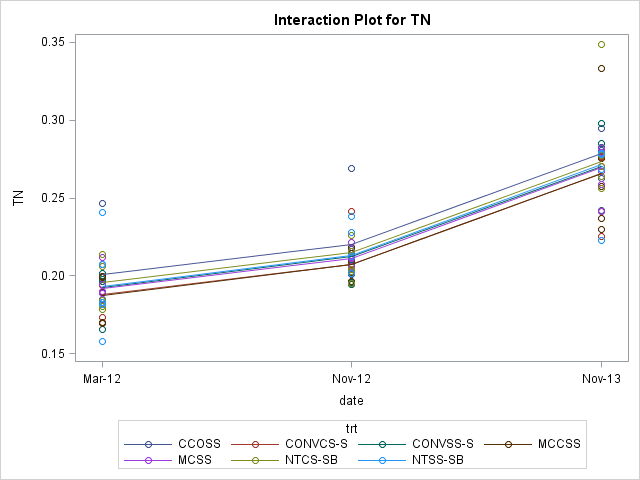 Interaction Plot for TN
0.35
0.30
0.25
0.20
0.15
TN
Mar-12 Nov-12 Nov-13
date
trt
CCOSS CONVCS-S CONVSS-S MCCSS
MCSS NTCS-SB NTSS-SB